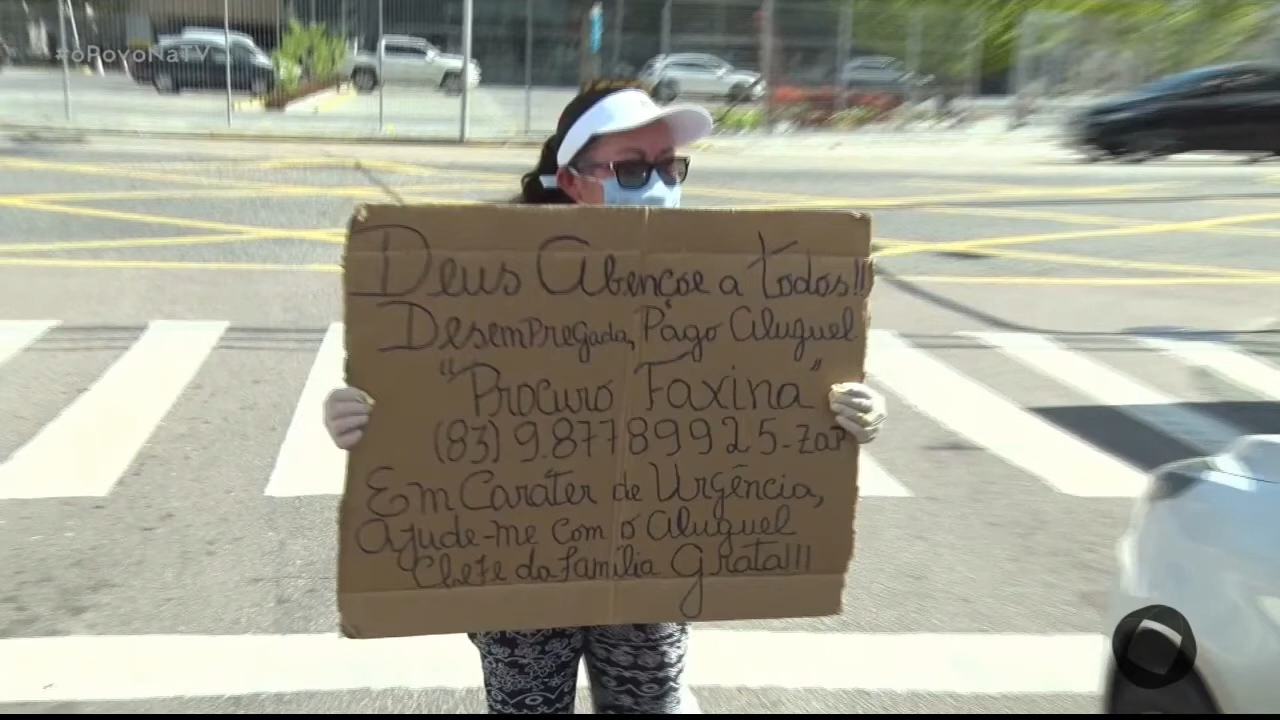 #oPovoNaTV
Deus Abençoe a todos!!
Desempregada, Pago Aluguel
"Procuro Faxina"
(83) 9.87789925-Zap
Em Caráter de Urgência,
Ajude-me com o Aluguel
Chefe da família Grata!!!